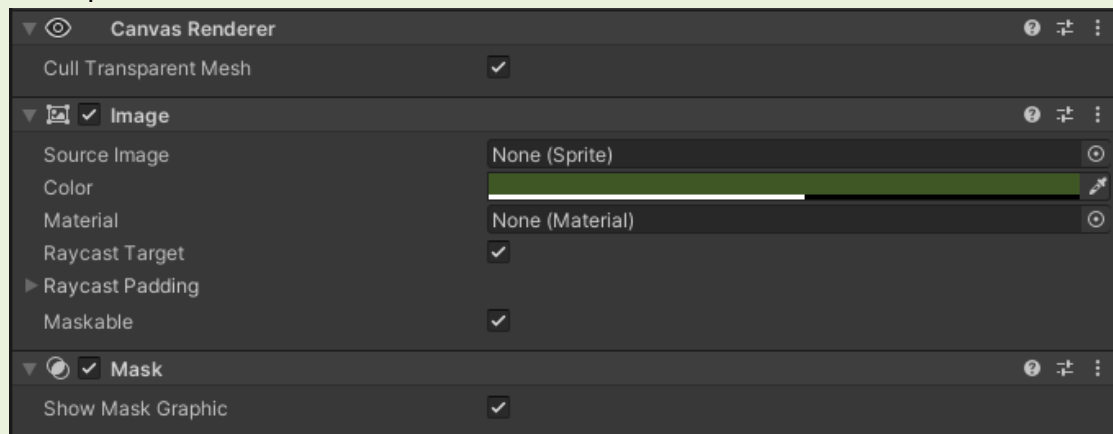 Canvas Renderer
Cull Transparent Mesh
Image
Source Image None (Sprite)
Color
Material None (Material)
Raycast Target
Raycast Padding
Maskable
Mask
Show Mask Graphic